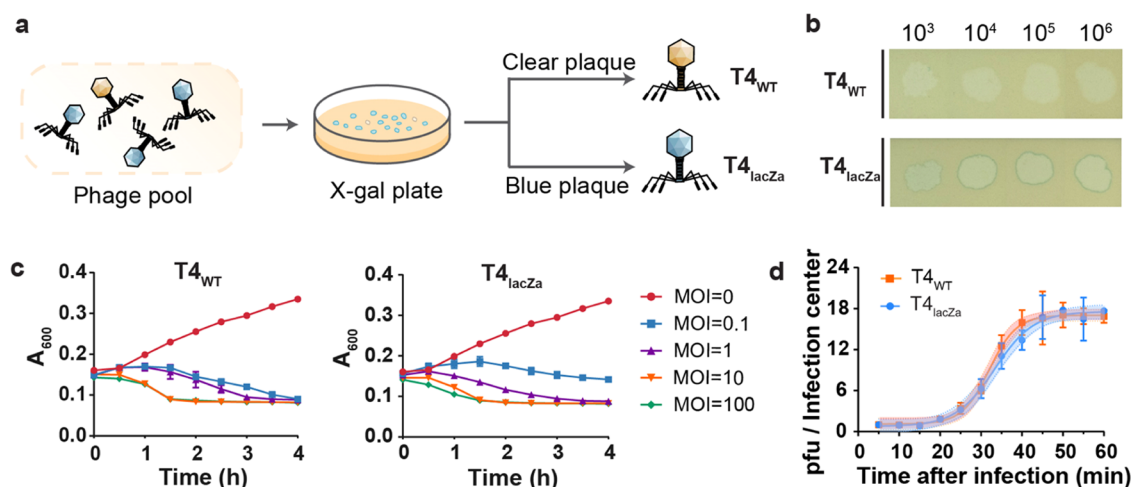 a
Phage pool
X-gal plate
Clear plaque
T4WT
Blue plaque
T4lacZa
b
10³ 10⁴ 10⁵ 10⁶
T4WT
T4lacZa
c
T4WT
A600
0.4
0.3
0.2
0.1
0.0
0 1 2 3 4
Time (h)
T4lacZa
A600
0.4
0.3
0.2
0.1
0.0
0 1 2 3 4
Time (h)
MOI=0
MOI=0.1
MOI=1
MOI=10
MOI=100
d
pfu / Infection center
24
18
12
6
0
T4WT
T4lacZa
0 10 20 30 40 50 60
Time after infection (min)